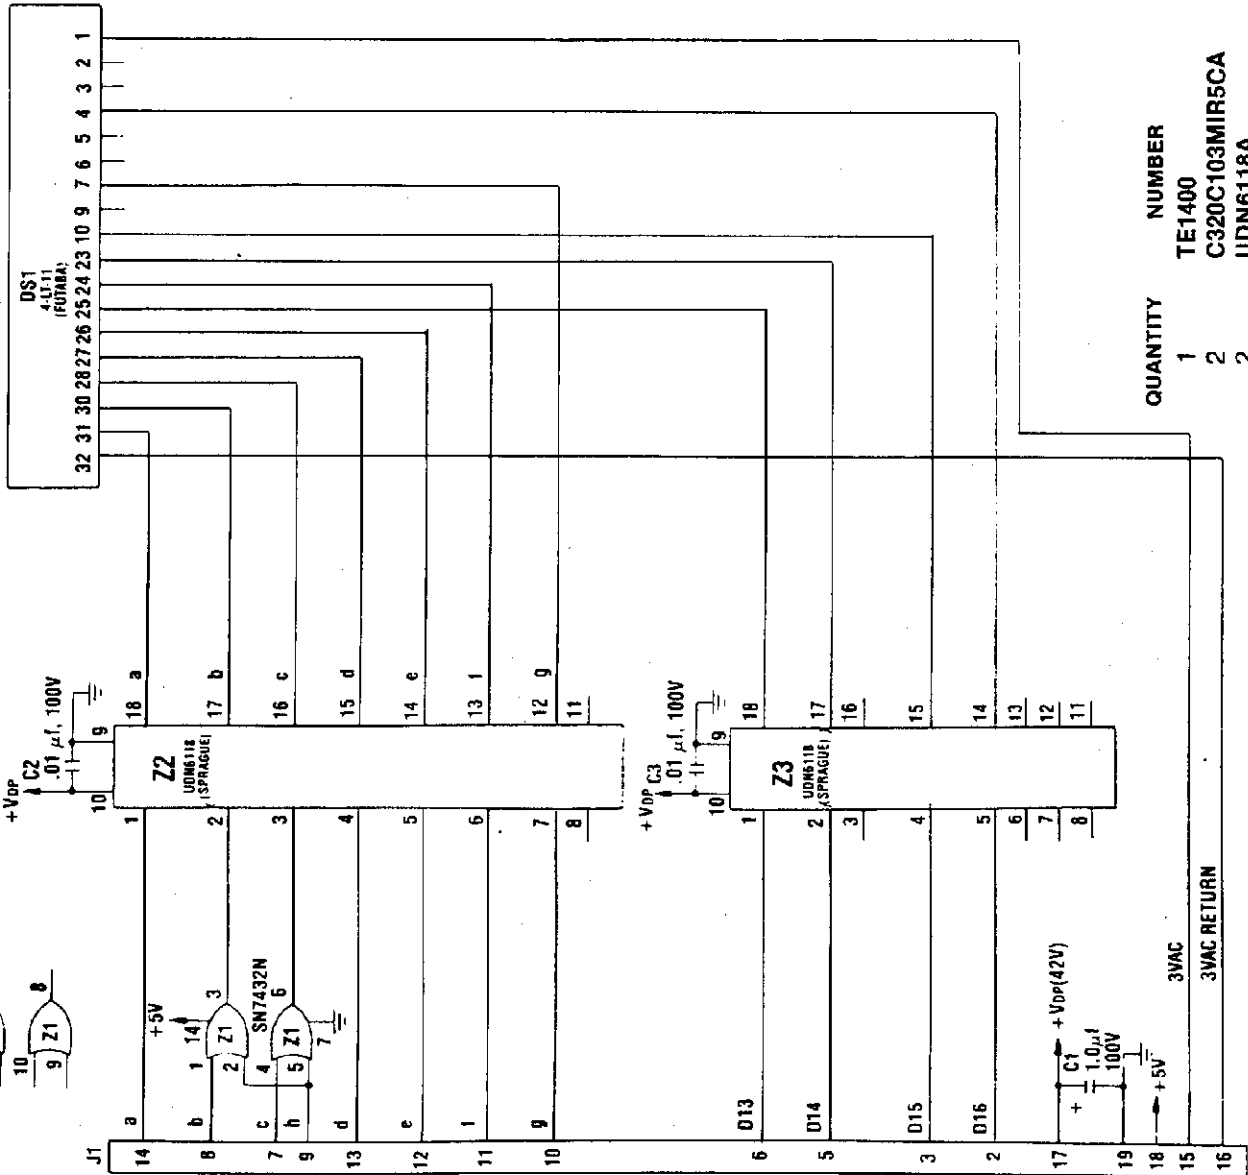 DS1
4-LT-11
(FUTABA)
32 31 30 28 27 26 25 24 23 10 9 7 6 5 4 3 2 1
+VDP
C2
.01 µf, 100V
10 9
Z2
UDN6118
(SPRAGUE)
1 18 a
2 17 b
3 16 c
4 15 d
5 14 e
6 13 f
7 12 g
8 11
+VDP C3
.01 µf, 100V
10 9
Z3
UDN6118
(SPRAGUE)
1 18
2 17
3 16
4 15
5 14
6 13
7 12
8 11
10
9
Z1
8
+5V
14
1
2
Z1
3
SN7432N
4
5
Z1
6
7
J1
14 a
8 b
7 c
9 h
13 d
12 e
11 f
10 g
6 D13
5 D14
3 D15
2 D16
17 +VDP(42V)
+ C1
1.0µf
100V
19
18 +5V
15 3VAC
16 3VAC RETURN
QUANTITY NUMBER
1 TE1400
2 C320C103MIR5CA
2 UDN6118A